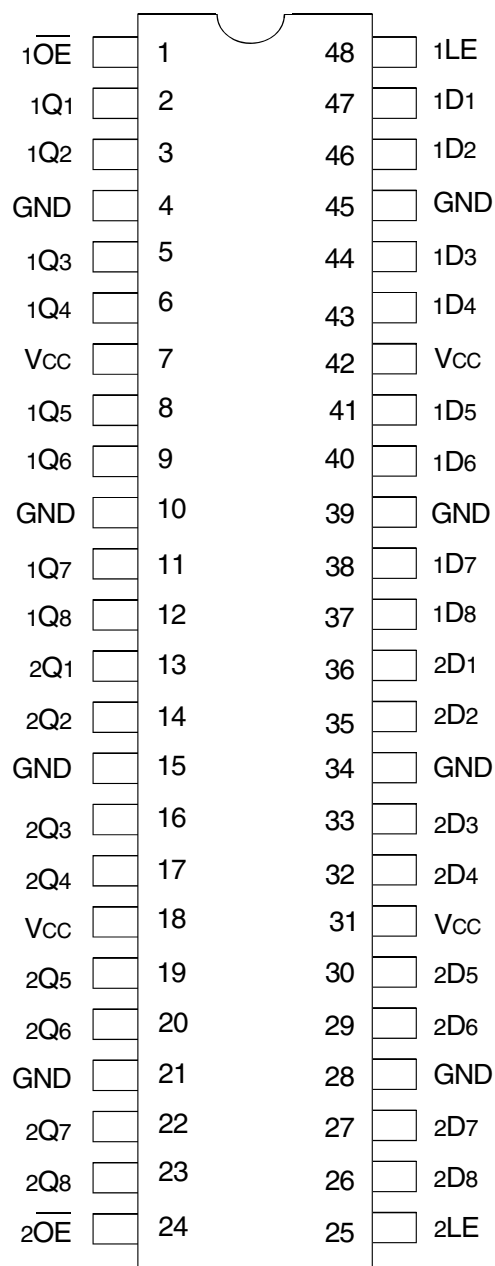 1O̅E̅ 1 48 1LE
1Q1 2 47 1D1
1Q2 3 46 1D2
GND 4 45 GND
1Q3 5 44 1D3
1Q4 6 43 1D4
VCC 7 42 VCC
1Q5 8 41 1D5
1Q6 9 40 1D6
GND 10 39 GND
1Q7 11 38 1D7
1Q8 12 37 1D8
2Q1 13 36 2D1
2Q2 14 35 2D2
GND 15 34 GND
2Q3 16 33 2D3
2Q4 17 32 2D4
VCC 18 31 VCC
2Q5 19 30 2D5
2Q6 20 29 2D6
GND 21 28 GND
2Q7 22 27 2D7
2Q8 23 26 2D8
2O̅E̅ 24 25 2LE